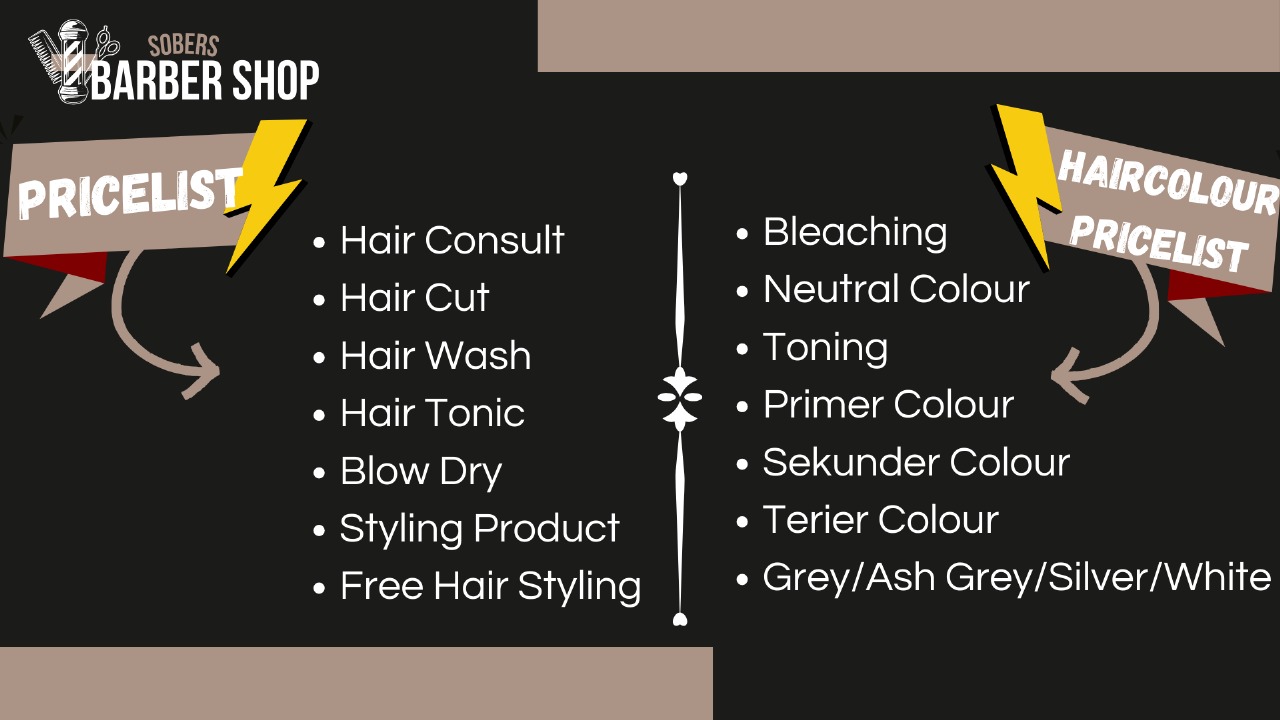 SOBERS
BARBER SHOP
PRICELIST
Hair Consult
Hair Cut
Hair Wash
Hair Tonic
Blow Dry
Styling Product
Free Hair Styling
HAIRCOLOUR
PRICELIST
Bleaching
Neutral Colour
Toning
Primer Colour
Sekunder Colour
Terier Colour
Grey/Ash Grey/Silver/White